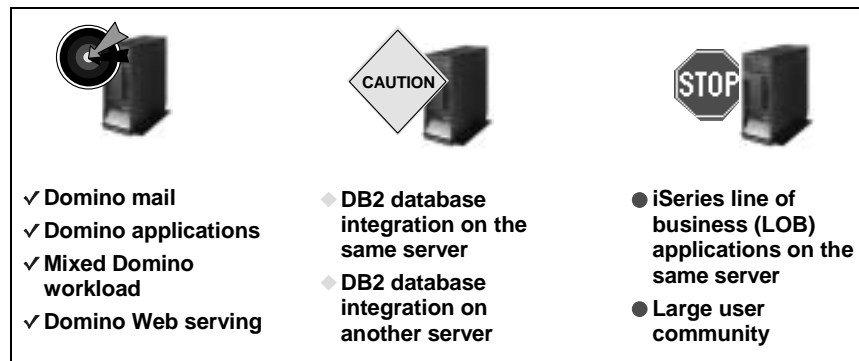 CAUTION
STOP
✓ Domino mail
✓ Domino applications
✓ Mixed Domino
workload
✓ Domino Web serving
◆ DB2 database
integration on the
same server
◆ DB2 database
integration on
another server
● iSeries line of
business (LOB)
applications on the
same server
● Large user
community